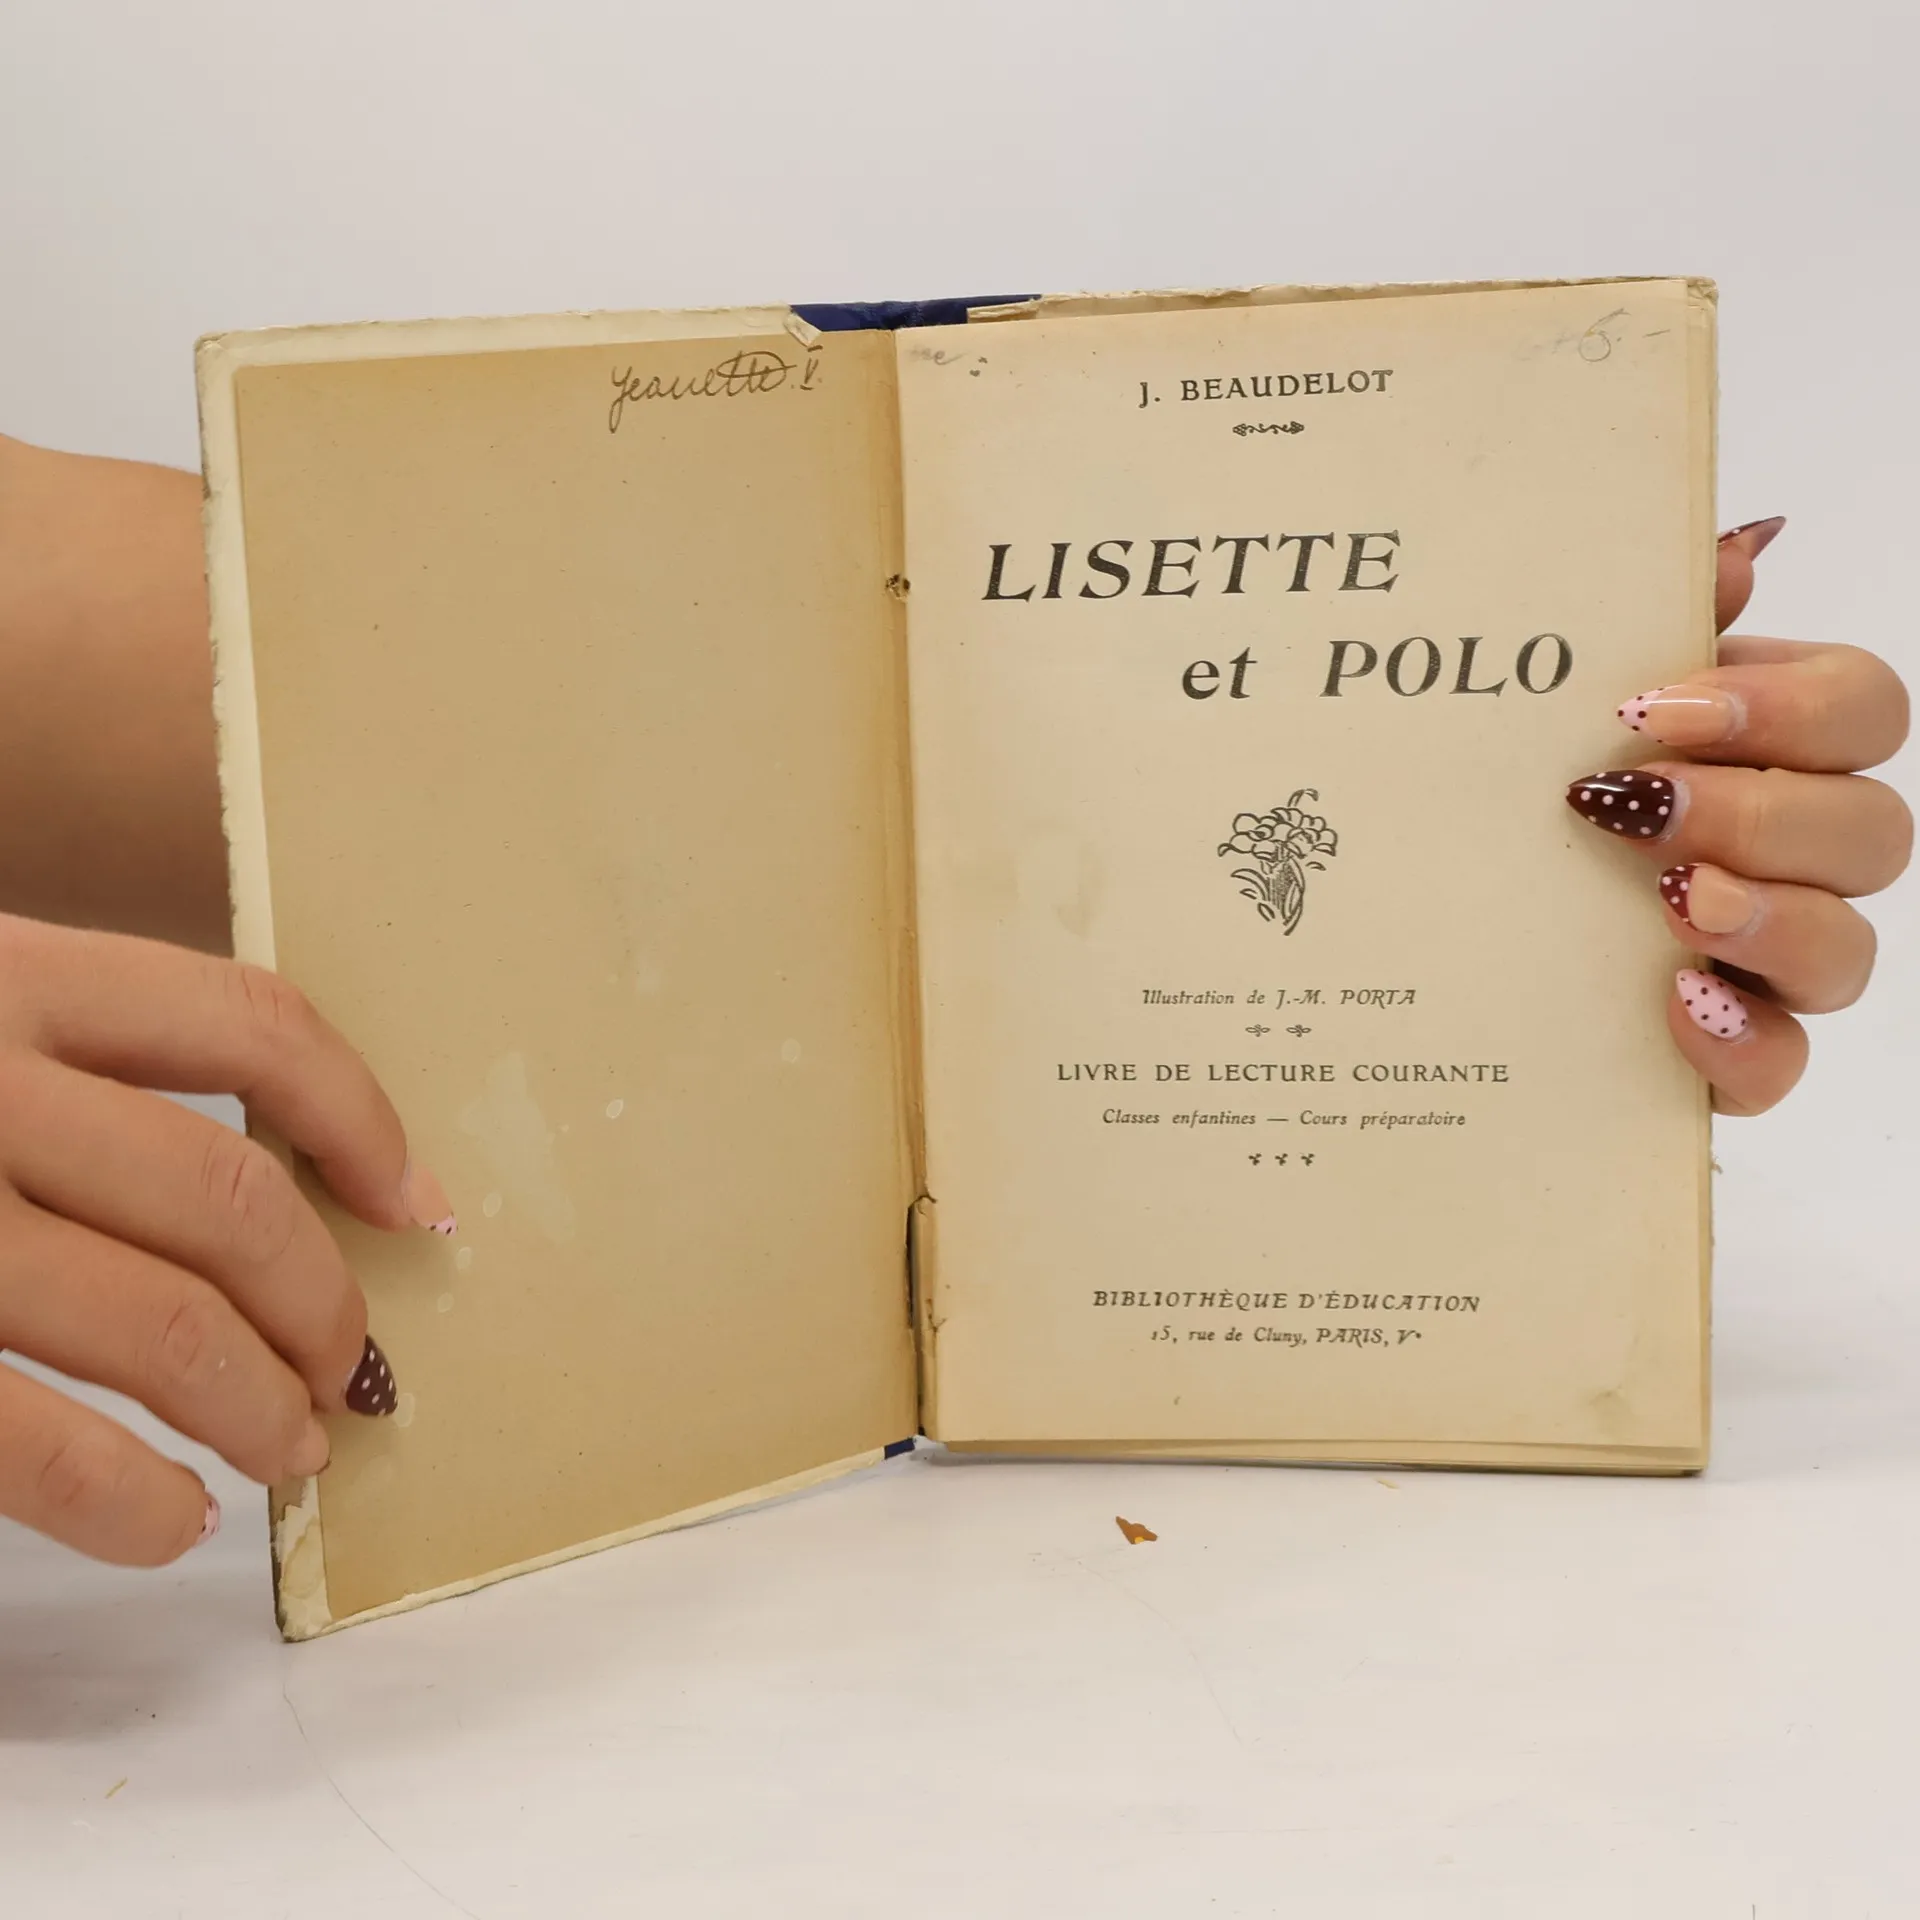 Jeanette. V.
6.-
J. BEAUDELOT
LISETTE
et POLO
Illustration de J.-M. PORTA
LIVRE DE LECTURE COURANTE
Classes enfantines — Cours préparatoire
BIBLIOTHÈQUE D'ÉDUCATION
15, rue de Cluny, PARIS, Vᵉ